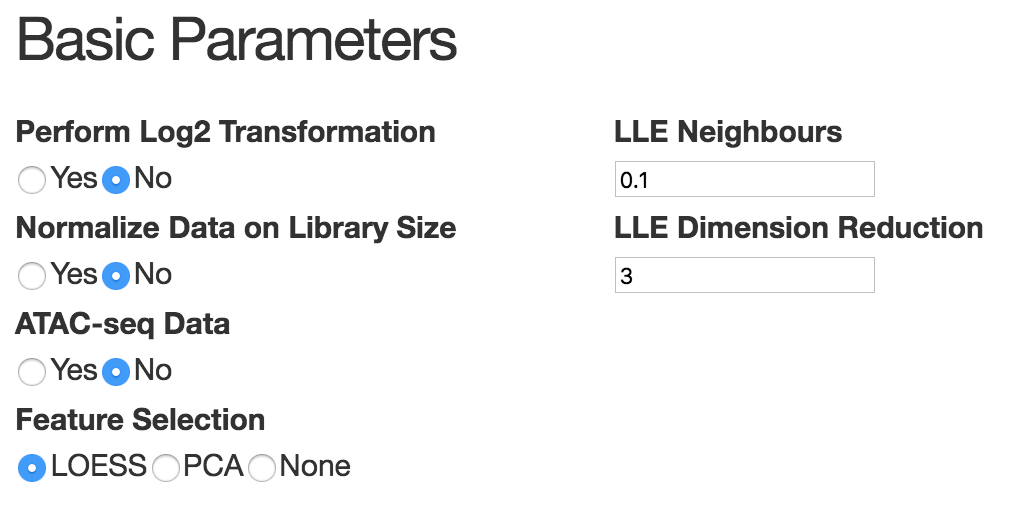 Basic Parameters
Perform Log2 Transformation
Yes No
Normalize Data on Library Size
Yes No
ATAC-seq Data
Yes No
Feature Selection
LOESS PCA None
LLE Neighbours
0.1
LLE Dimension Reduction
3